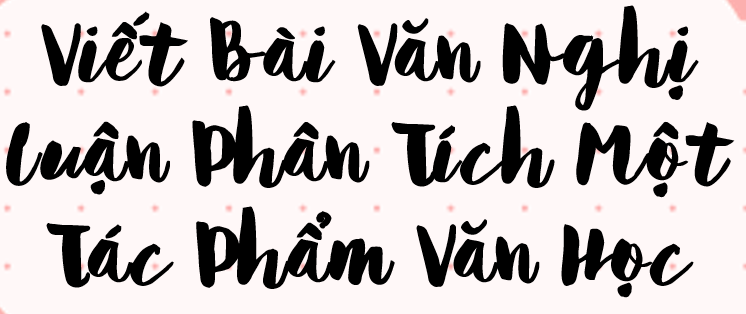 Viết Bài Văn Nghị
Luận Phân Tích Một
Tác Phẩm Văn Học